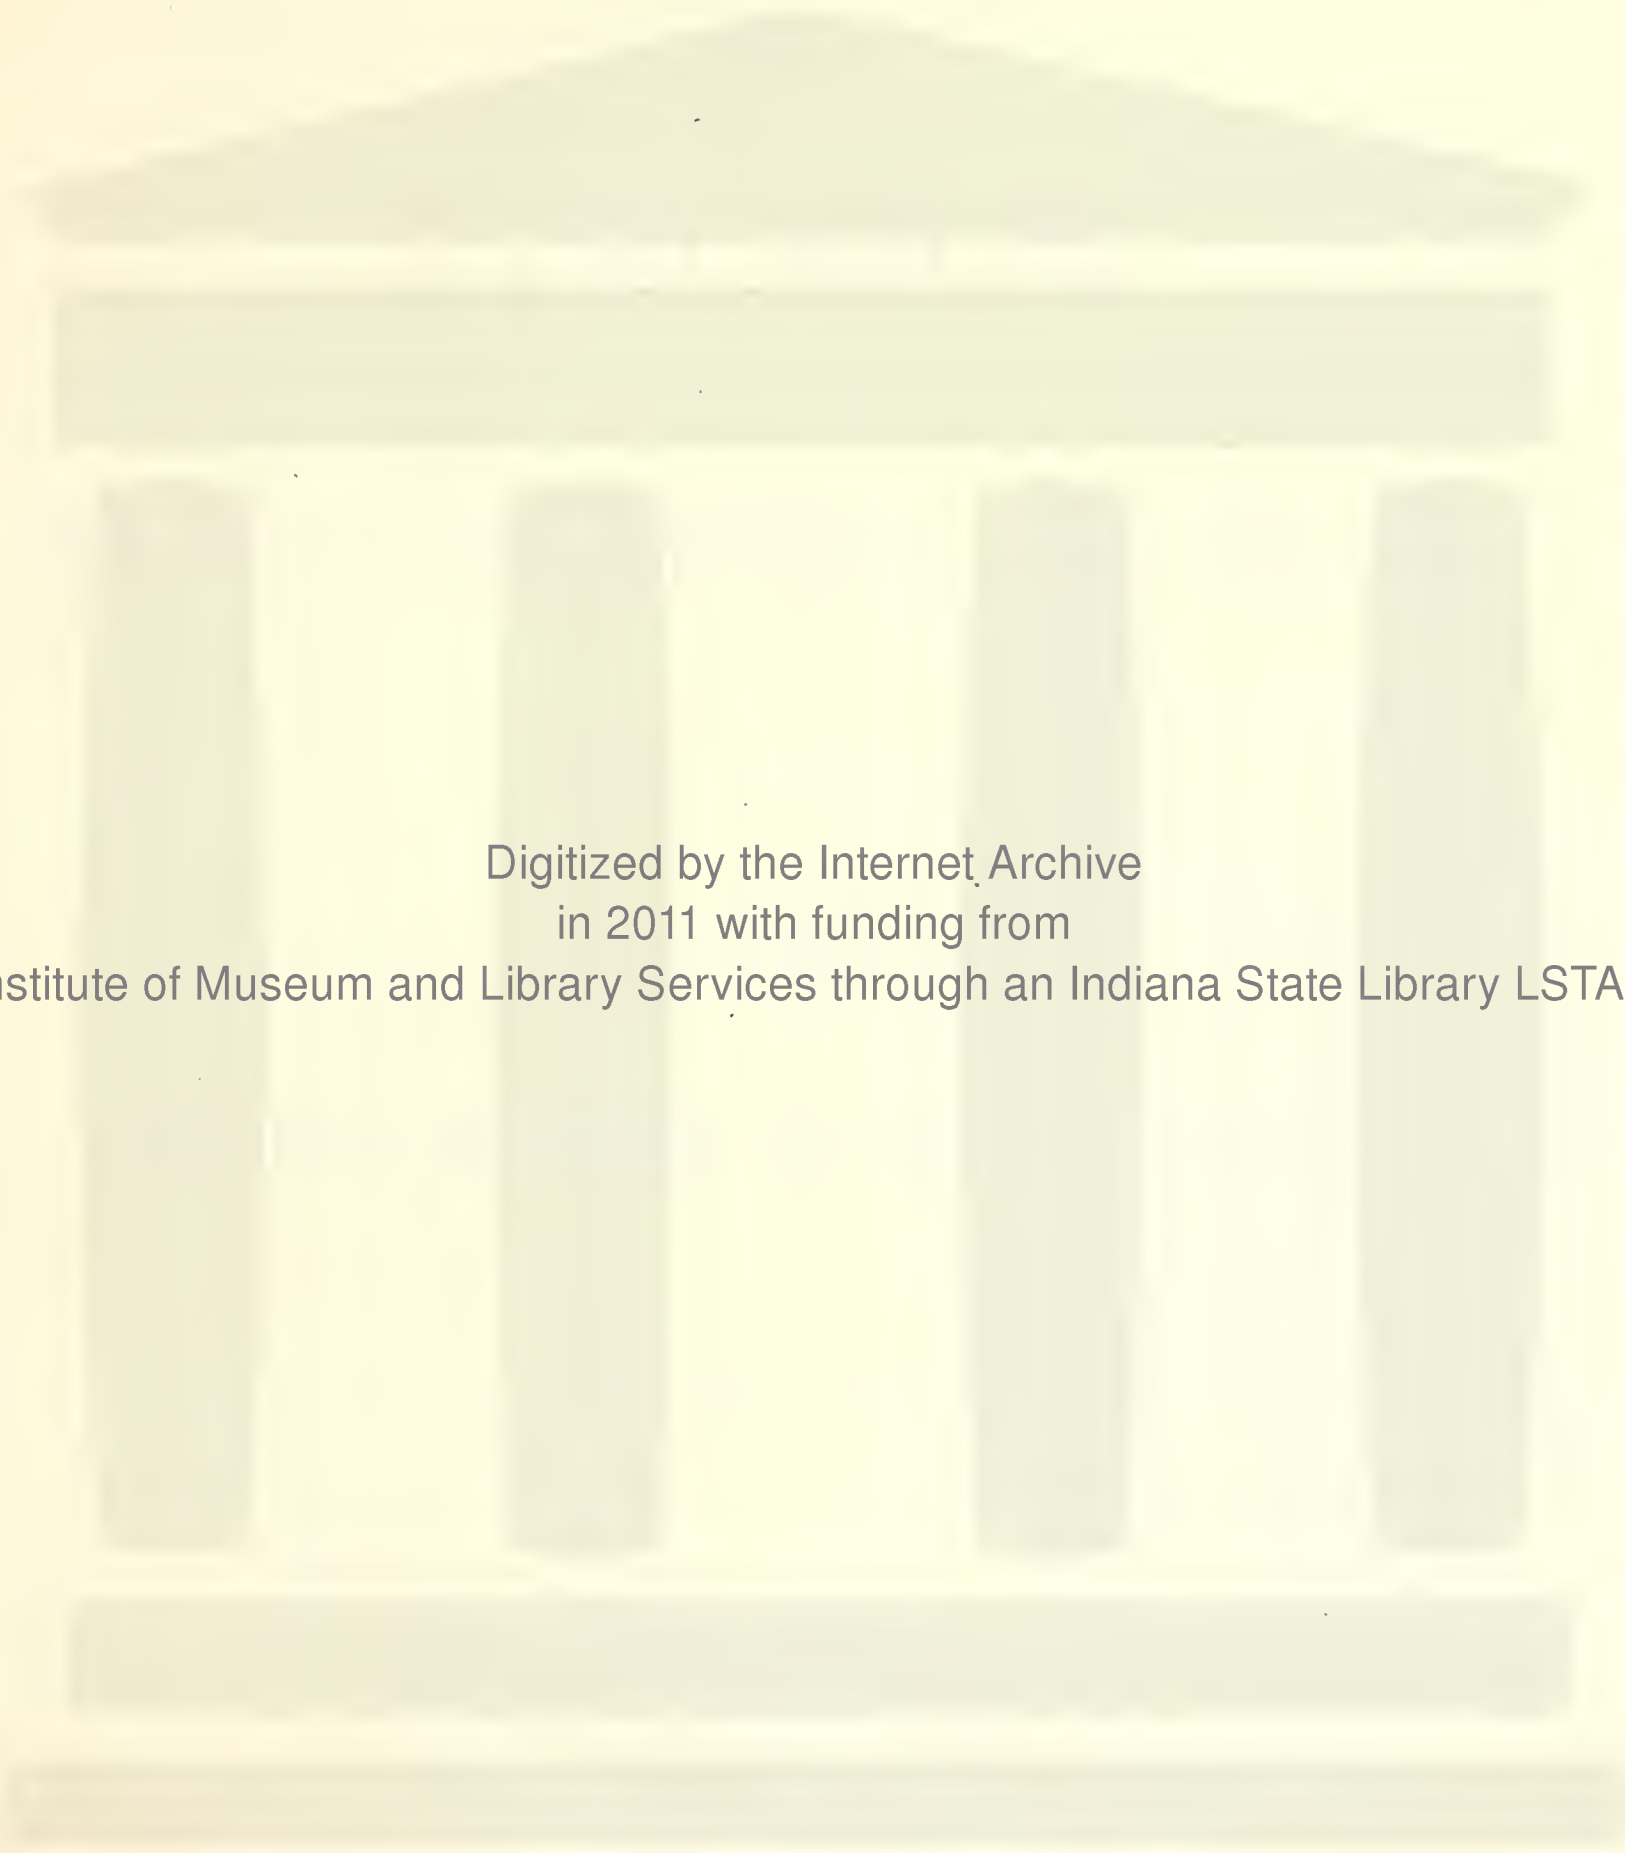 Digitized by the Internet Archive
in 2011 with funding from
nstitute of Museum and Library Services through an Indiana State Library LSTA